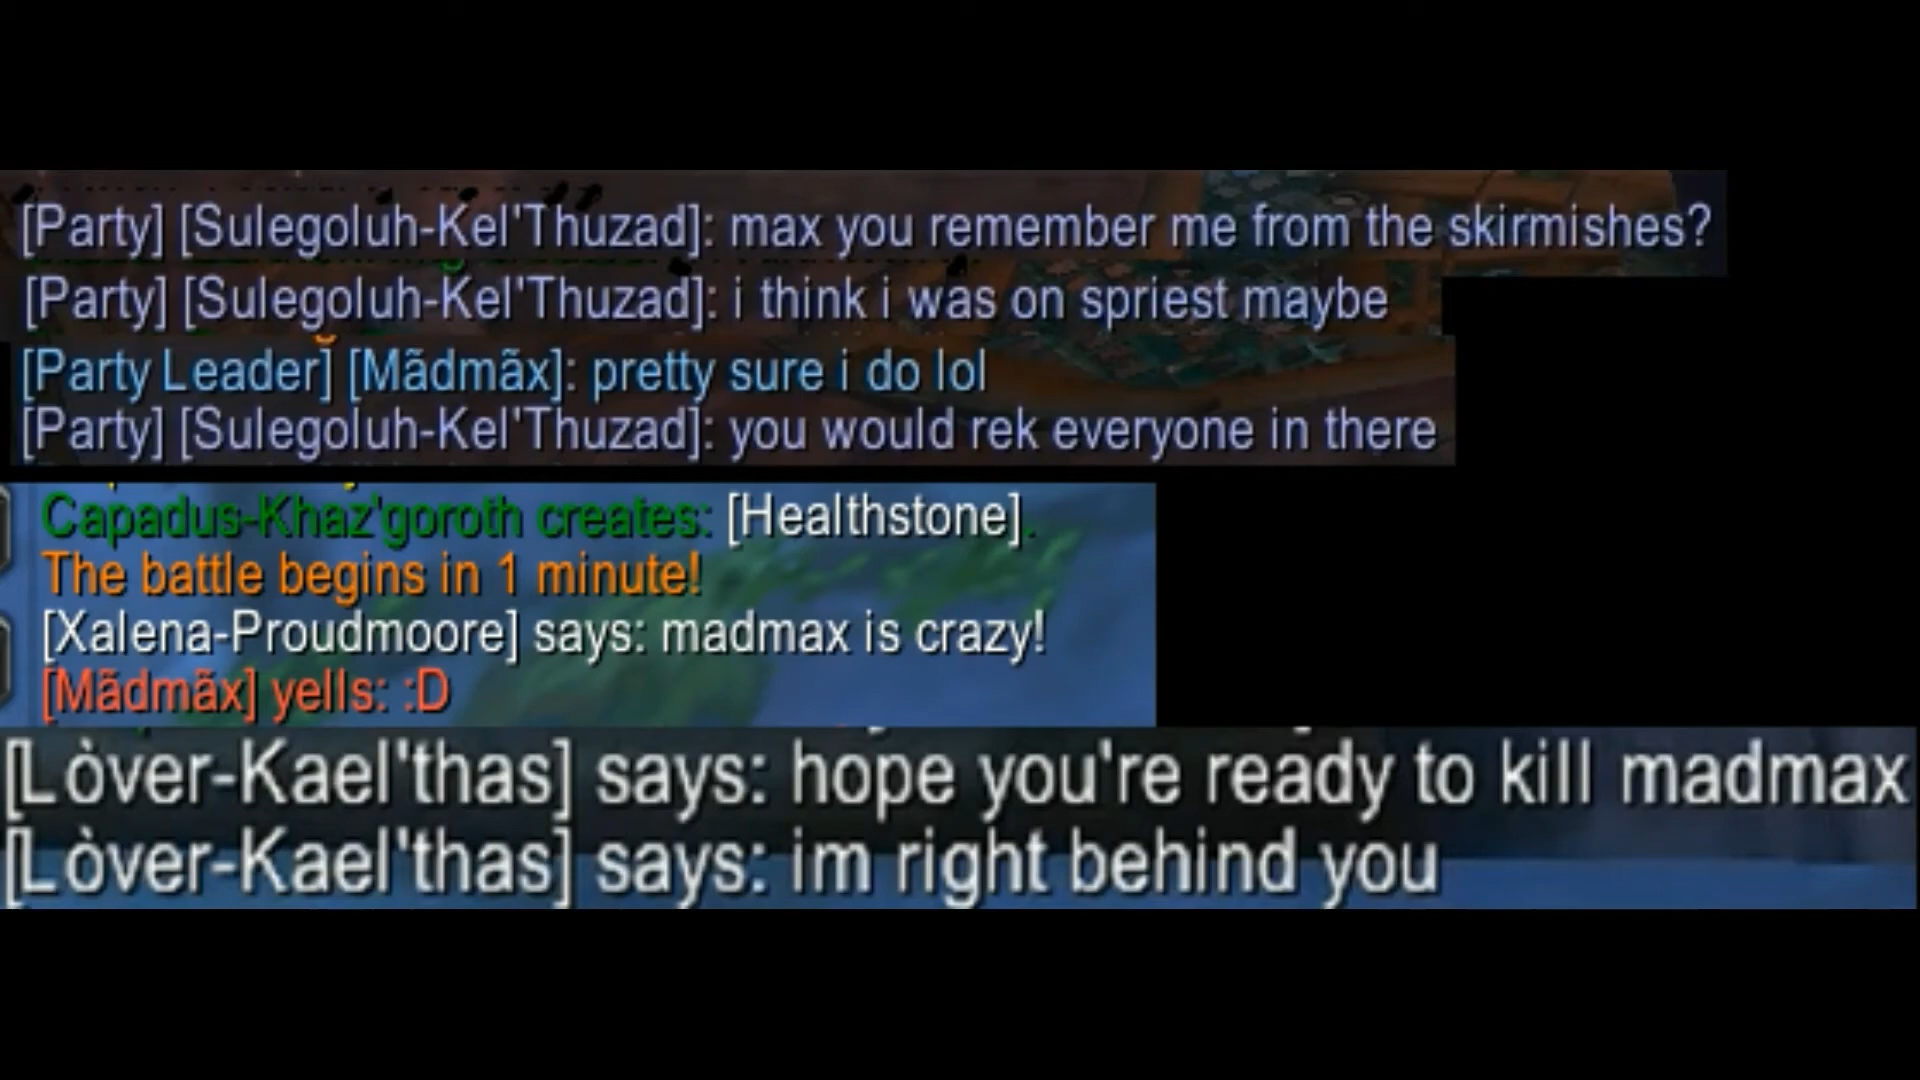 [Party] [Sulegoluh-Kel'Thuzad]: max you remember me from the skirmishes?
[Party] [Sulegoluh-Kel'Thuzad]: i think i was on spriest maybe
[Party Leader] [Mãdmãx]: pretty sure i do lol
[Party] [Sulegoluh-Kel'Thuzad]: you would rek everyone in there
Capadus-Khaz'goroth creates: [Healthstone].
The battle begins in 1 minute!
[Xalena-Proudmoore] says: madmax is crazy!
[Mãdmãx] yells: :D
[Lòver-Kael'thas] says: hope you're ready to kill madmax
[Lòver-Kael'thas] says: im right behind you